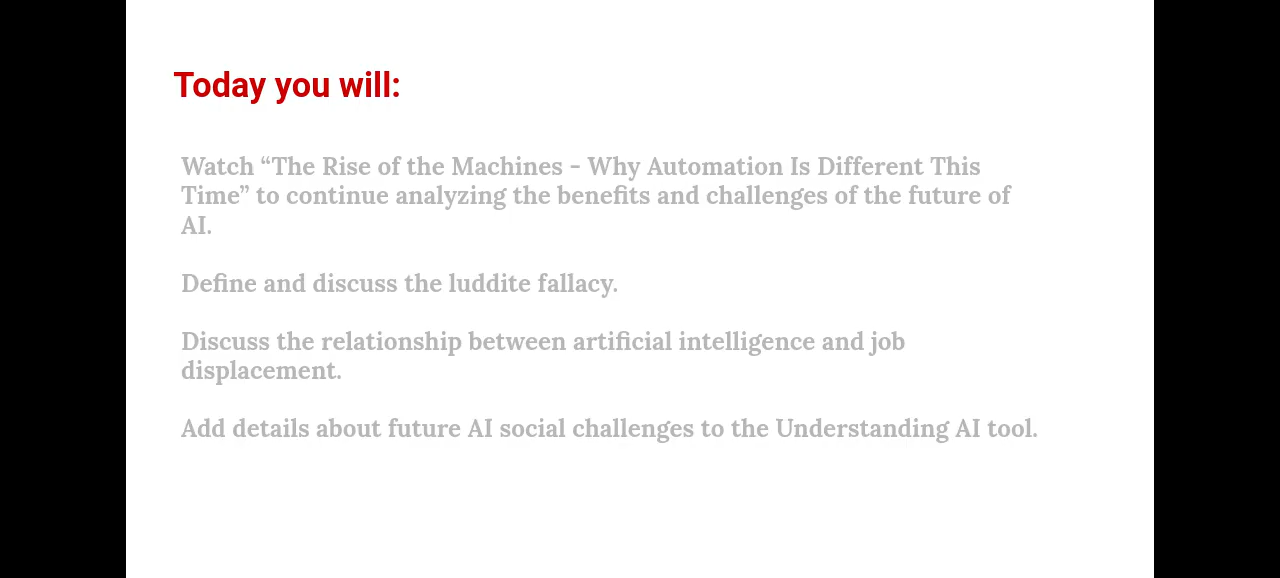 Today you will:
Watch “The Rise of the Machines - Why Automation Is Different This
Time” to continue analyzing the benefits and challenges of the future of
AI.
Define and discuss the luddite fallacy.
Discuss the relationship between artificial intelligence and job
displacement.
Add details about future AI social challenges to the Understanding AI tool.